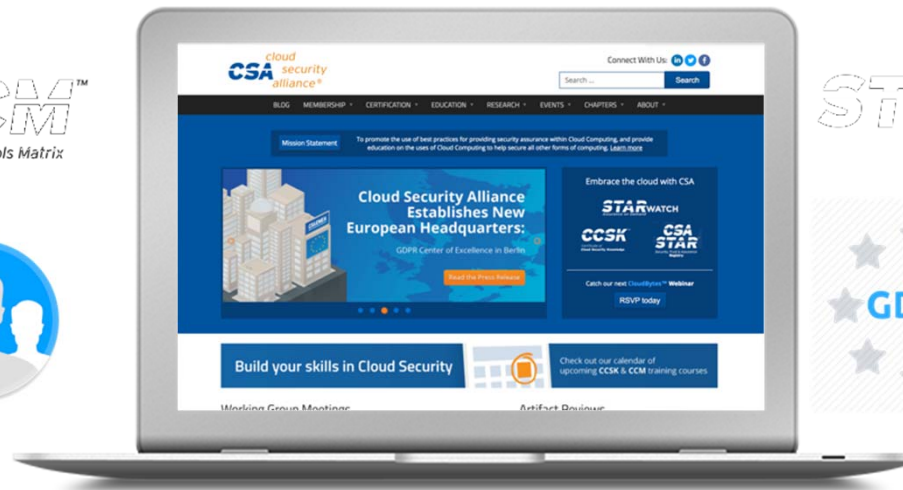 CM™
ols Matrix
cloud
CSA security
alliance®
Connect With Us:
Search ...
Search
BLOG MEMBERSHIP CERTIFICATION EDUCATION RESEARCH EVENTS CHAPTERS ABOUT
Mission Statement
To promote the use of best practices for providing security assurance within Cloud Computing, and provide
education on the uses of Cloud Computing to help secure all other forms of computing. Learn more
Cloud Security Alliance
Establishes New
European Headquarters:
GDPR Center of Excellence in Berlin
Read the Press Release
Embrace the cloud with CSA
STARWATCH
CCSK
CSA
STAR
Registry
Catch our next CloudBytes™ Webinar
RSVP today
Build your skills in Cloud Security
Check out our calendar of
upcoming CCSK & CCM training courses
Working Group Meetings
Artifact Reviews
ST
GD